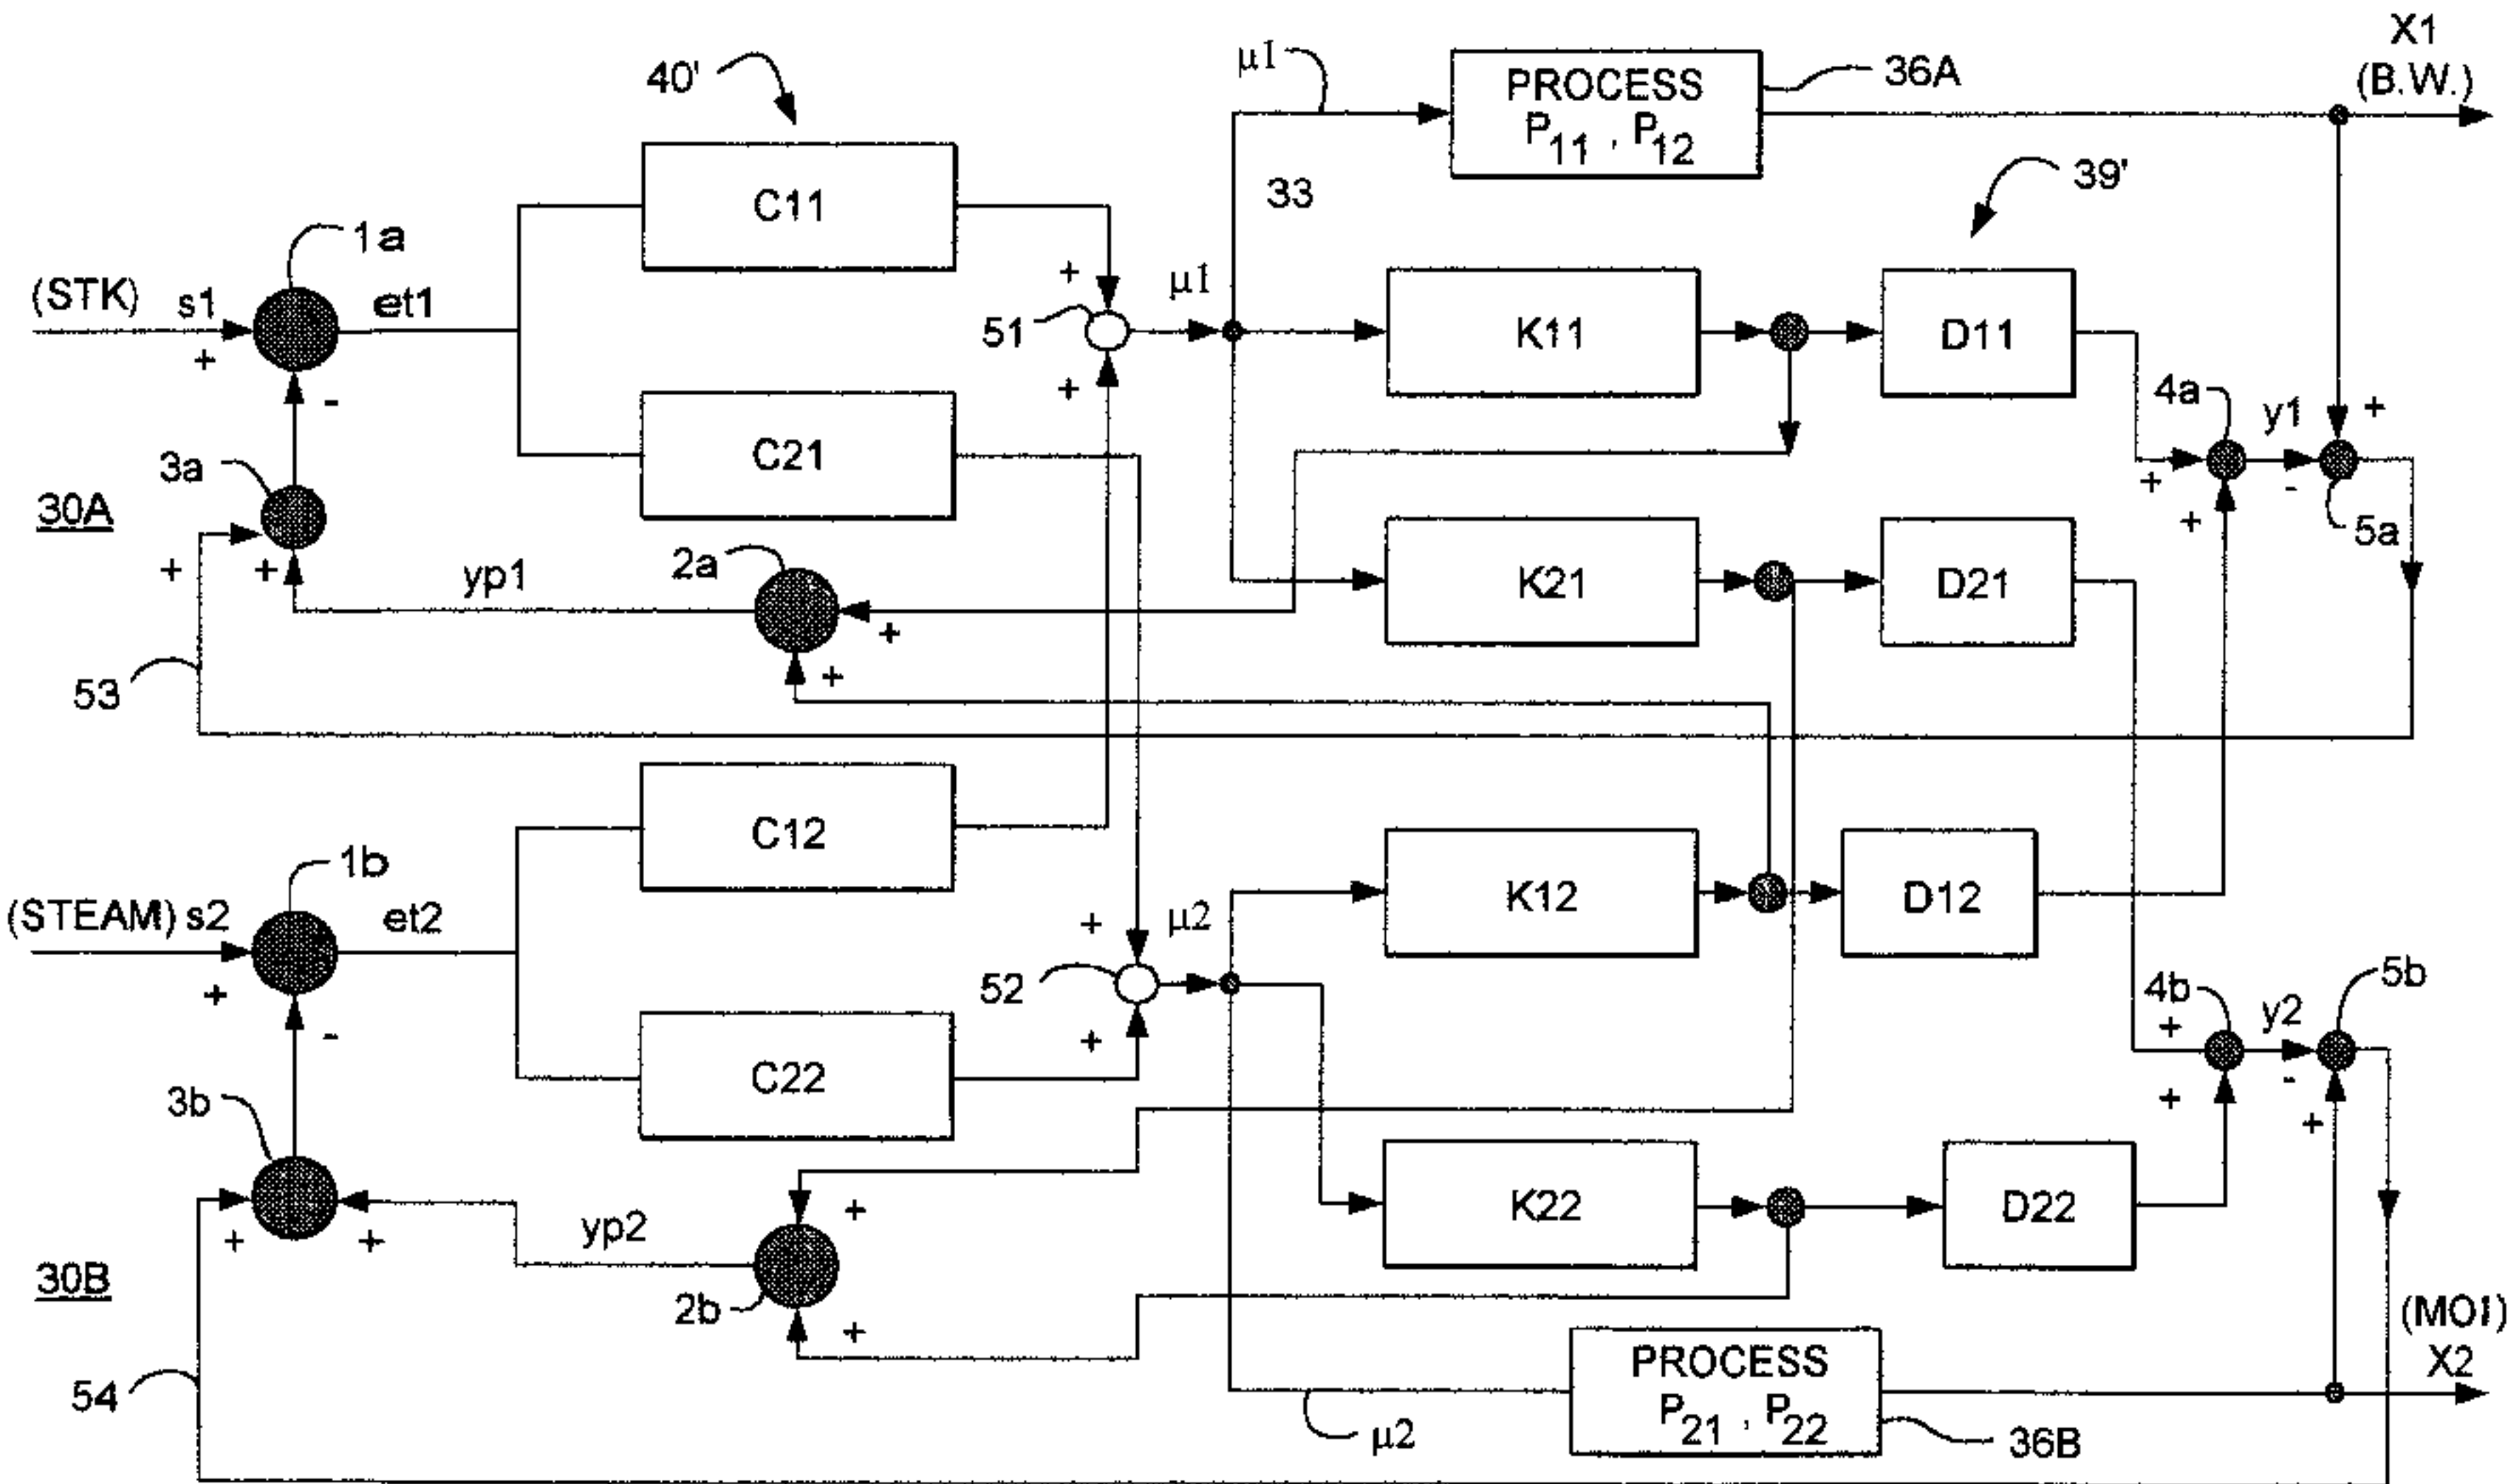 X1
(B.W.)
µ1
PROCESS
P11 , P12
36A
40'
33
39'
C11
1a
(STK)
s1
et1
+
-
+
51
+
µ1
K11
D11
4a
y1
+
5a
+
-
+
C21
3a
30A
+
+
yp1
2a
+
+
K21
D21
53
C12
1b
(STEAM) s2
et2
+
-
+
52
+
µ2
K12
D12
4b
y2
5b
+
-
+
+
C22
3b
+
+
yp2
2b
+
+
K22
D22
30B
54
µ2
PROCESS
P21 , P22
36B
(MO1)
X2